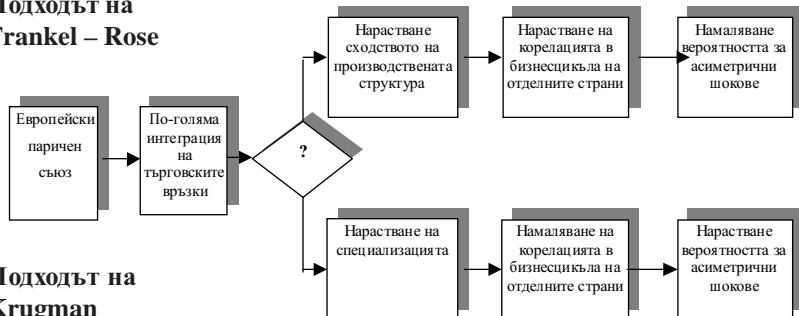 Подходът на
Frankel – Rose
Нарастване
сходството на
производствената
структура
Нарастване на
корелацията в
бизнесцикъла на
отделните страни
Намаляване
вероятността за
асиметрични
шокове
Европейски
паричен
съюз
По-голяма
интеграция
на
търговските
връзки
?
Нарастване на
специализацията
Намаляване на
корелацията в
бизнесцикъла на
отделните страни
Нарастване
вероятността за
асиметрични
шокове
Подходът на
Krugman